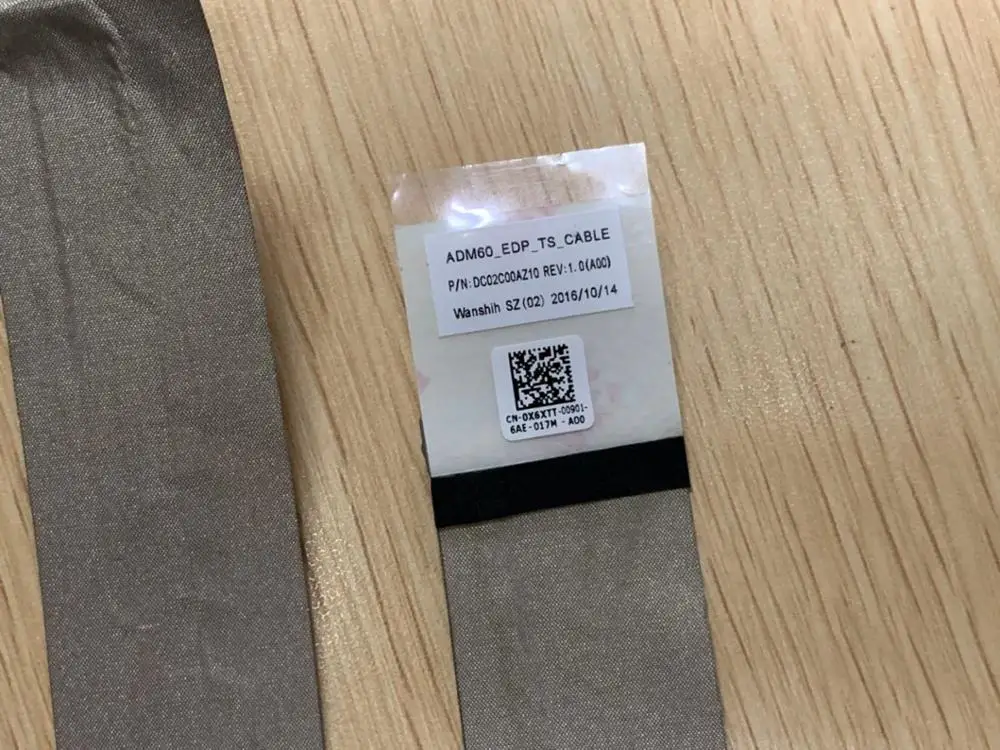 ADM60_EDP_TS_CABLE
P/N:DC02C00AZ10 REV:1.0(A00)
Wanshih SZ(02) 2016/10/14
CN-0X6XTT-00901-
6AE-017M -A00